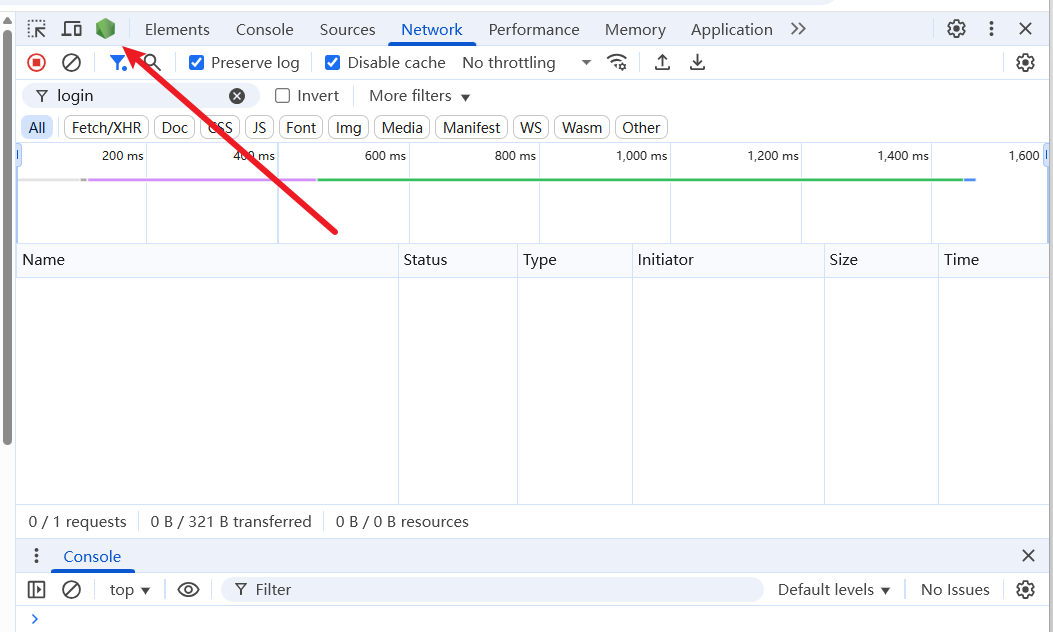 Elements Console Sources Network Performance Memory Application
Preserve log Disable cache No throttling
login Invert More filters
All Fetch/XHR Doc CSS JS Font Img Media Manifest WS Wasm Other
200 ms 400 ms 600 ms 800 ms 1,000 ms 1,200 ms 1,400 ms 1,600
Name Status Type Initiator Size Time
0 / 1 requests 0 B / 321 B transferred 0 B / 0 B resources
Console
top Filter Default levels No Issues